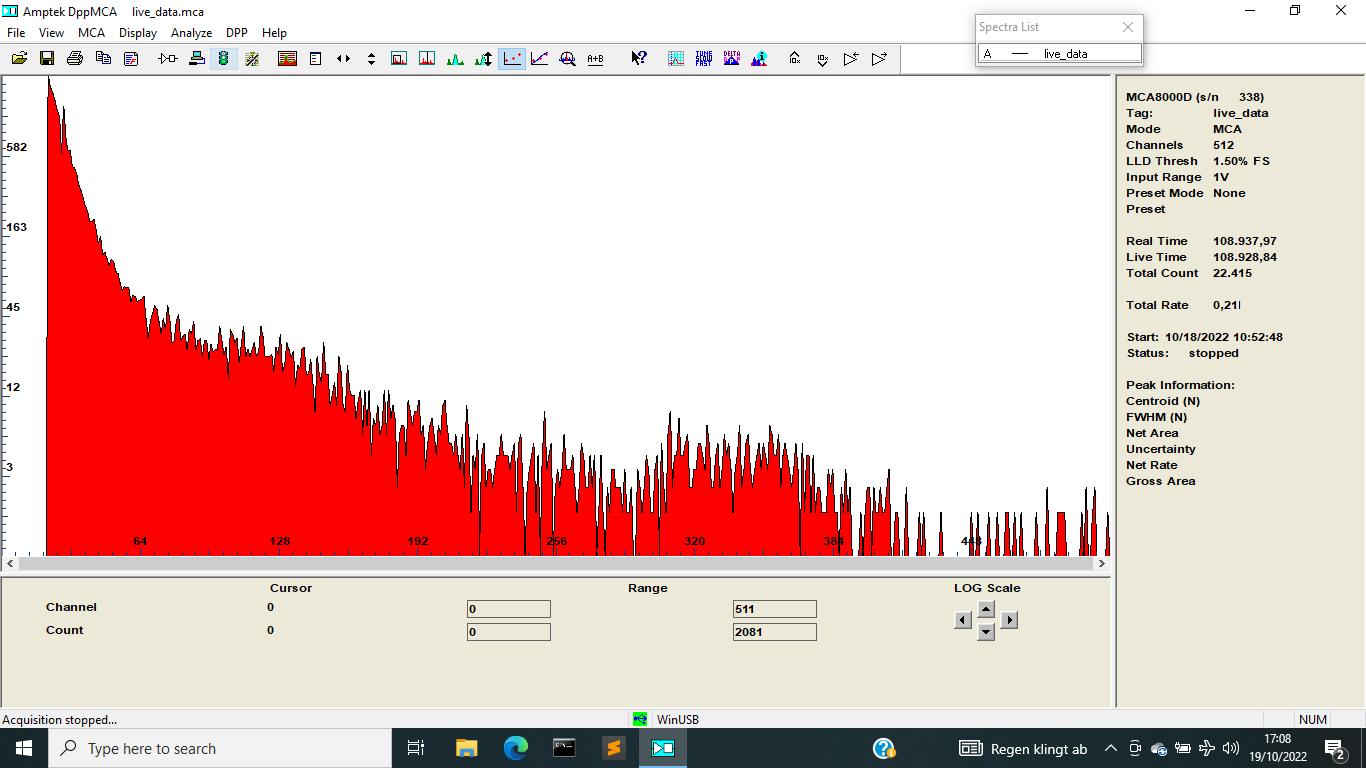 Amptek DppMCA live_data.mca
File View MCA Display Analyze DPP Help
A+B
TUNE SLOW FAST
DELTA
Spectra List
A live_data
582
163
45
12
3
64 128 192 256 320 384 448
MCA8000D (s/n 338)
Tag: live_data
Mode MCA
Channels 512
LLD Thresh 1.50% FS
Input Range 1V
Preset Mode None
Preset
Real Time 108.937,97
Live Time 108.928,84
Total Count 22.415
Total Rate 0,21
Start: 10/18/2022 10:52:48
Status: stopped
Peak Information:
Centroid (N)
FWHM (N)
Net Area
Uncertainty
Net Rate
Gross Area
Cursor Range LOG Scale
Channel 0 0 511
Count 0 0 2081
Acquisition stopped... WinUSB NUM
Type here to search
Regen klingt ab
17:08
19/10/2022
2